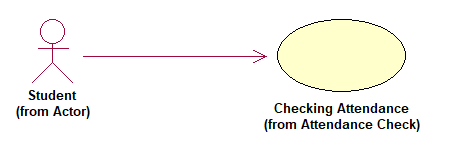 Student
(from Actor)
Checking Attendance
(from Attendance Check)